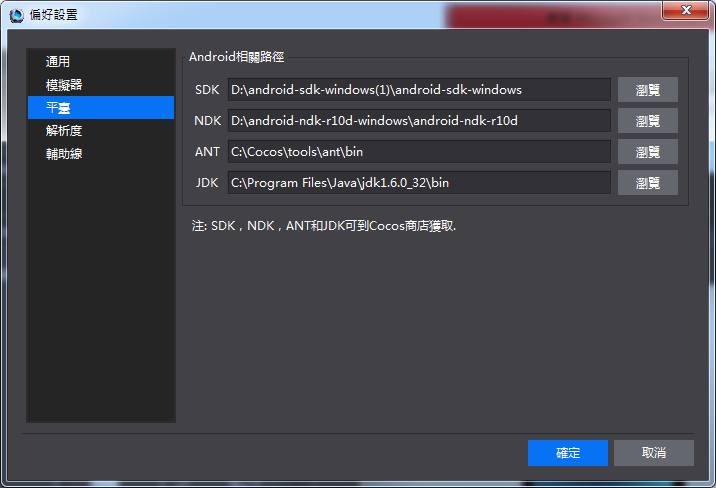 偏好設置
通用
模擬器
平臺
解析度
輔助線
Android相關路徑
SDK D:\android-sdk-windows(1)\android-sdk-windows 瀏覽
NDK D:\android-ndk-r10d-windows\android-ndk-r10d 瀏覽
ANT C:\Cocos\tools\ant\bin 瀏覽
JDK C:\Program Files\Java\jdk1.6.0_32\bin 瀏覽
注: SDK，NDK，ANT和JDK可到Cocos商店獲取.
確定 取消